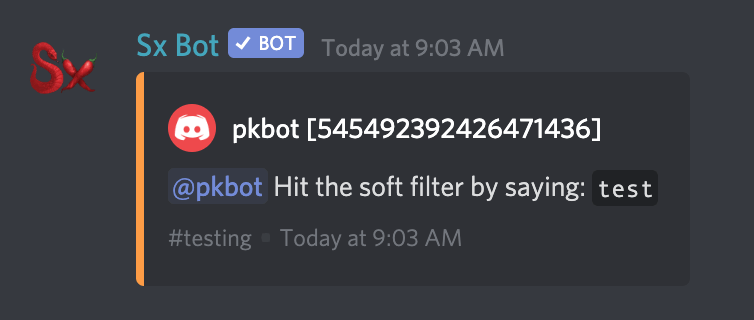 Sx
Sx Bot BOT Today at 9:03 AM
pkbot [545492392426471436]
@pkbot Hit the soft filter by saying: test
#testing • Today at 9:03 AM